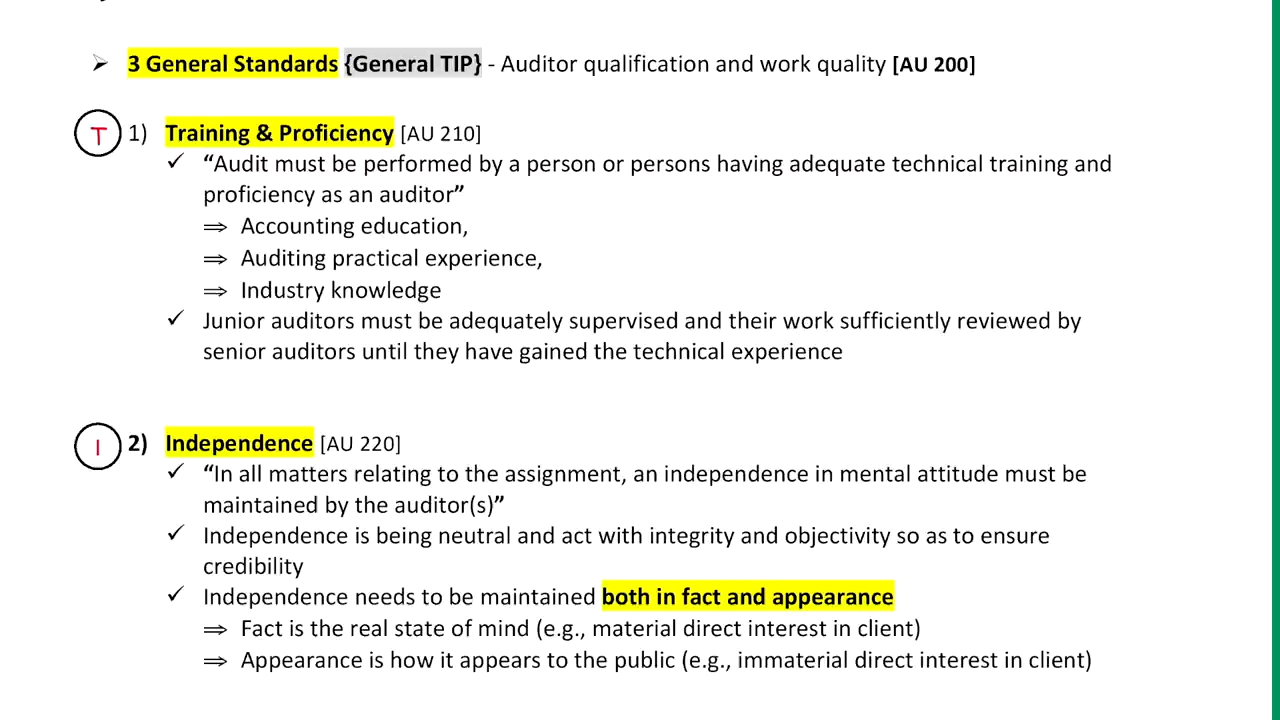 ➢ 3 General Standards {General TIP} - Auditor qualification and work quality [AU 200]
T 1) Training & Proficiency [AU 210]
✓ “Audit must be performed by a person or persons having adequate technical training and
proficiency as an auditor”
⇒ Accounting education,
⇒ Auditing practical experience,
⇒ Industry knowledge
✓ Junior auditors must be adequately supervised and their work sufficiently reviewed by
senior auditors until they have gained the technical experience
I 2) Independence [AU 220]
✓ “In all matters relating to the assignment, an independence in mental attitude must be
maintained by the auditor(s)”
✓ Independence is being neutral and act with integrity and objectivity so as to ensure
credibility
✓ Independence needs to be maintained both in fact and appearance
⇒ Fact is the real state of mind (e.g., material direct interest in client)
⇒ Appearance is how it appears to the public (e.g., immaterial direct interest in client)